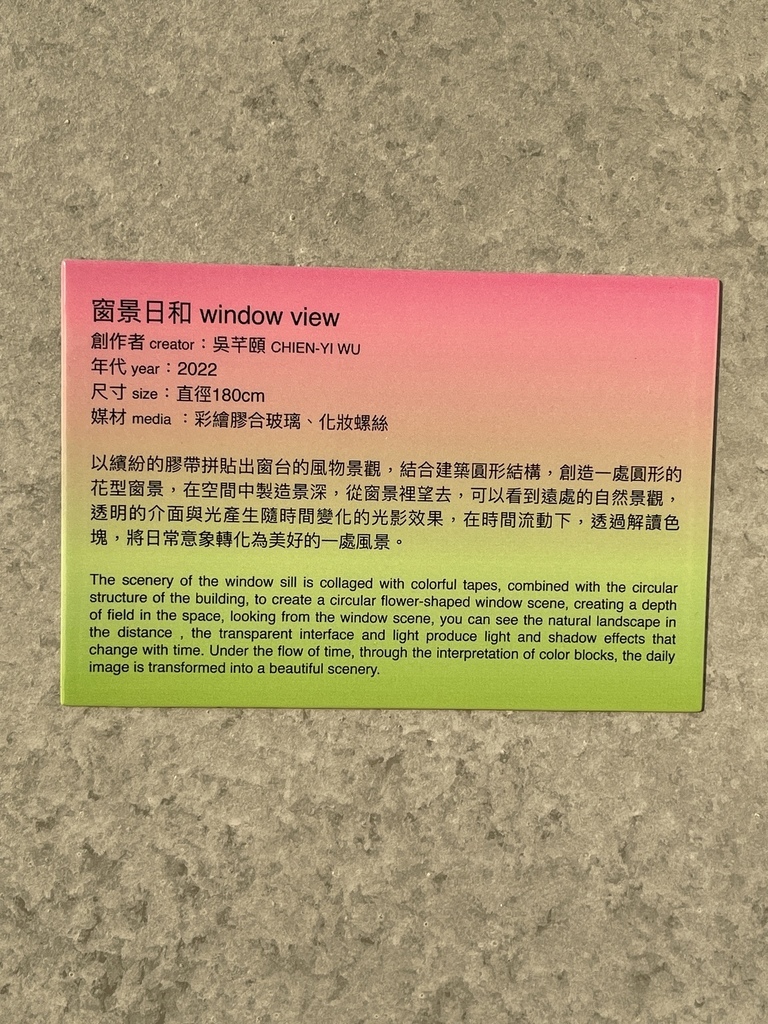 窗景日和 window view
創作者 creator：吳芊頤 CHIEN-YI WU
年代 year：2022
尺寸 size：直徑180cm
媒材 media ：彩繪膠合玻璃、化妝螺絲
以繽紛的膠帶拼貼出窗台的風物景觀，結合建築圓形結構，創造一處圓形的
花型窗景，在空間中製造景深，從窗景裡望去，可以看到遠處的自然景觀，
透明的介面與光產生隨時間變化的光影效果，在時間流動下，透過解讀色
塊，將日常意象轉化為美好的一處風景。
The scenery of the window sill is collaged with colorful tapes, combined with the circular
structure of the building, to create a circular flower-shaped window scene, creating a depth
of field in the space, looking from the window scene, you can see the natural landscape in
the distance , the transparent interface and light produce light and shadow effects that
change with time. Under the flow of time, through the interpretation of color blocks, the daily
image is transformed into a beautiful scenery.